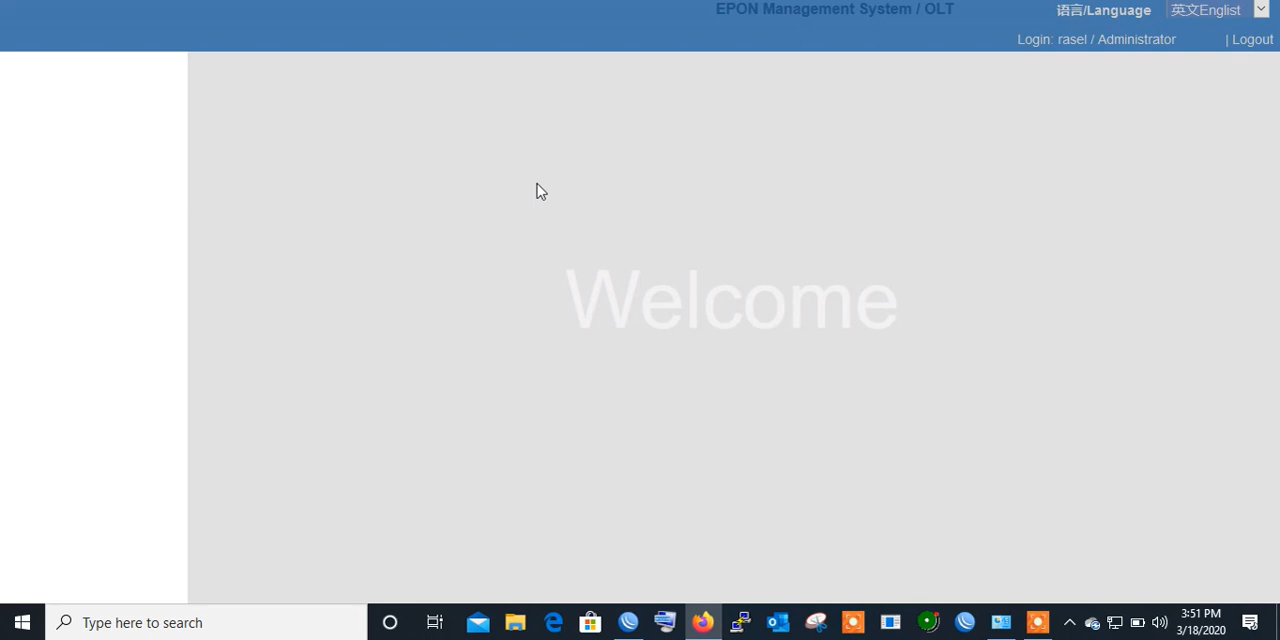 EPON Management System / OLT
语言/Language 英文Englist
Login: rasel / Administrator | Logout
Welcome
Type here to search
3:51 PM
3/18/2020